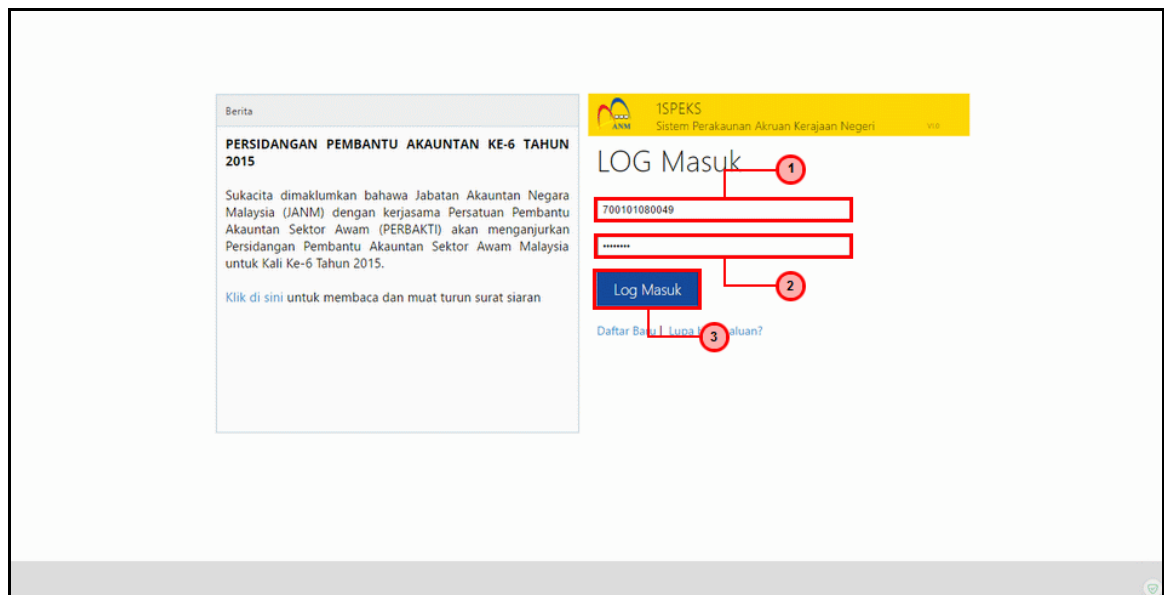 Berita
PERSIDANGAN PEMBANTU AKAUNTAN KE-6 TAHUN
2015
Sukacita dimaklumkan bahawa Jabatan Akauntan Negara
Malaysia (JANM) dengan kerjasama Persatuan Pembantu
Akauntan Sektor Awam (PERBAKTI) akan menganjurkan
Persidangan Pembantu Akauntan Sektor Awam Malaysia
untuk Kali Ke-6 Tahun 2015.
Klik di sini untuk membaca dan muat turun surat siaran
ANM
1SPEKS
Sistem Perakaunan Akruan Kerajaan Negeri
V1.0
LOG Masuk
1
700101080049
••••••••
2
Log Masuk
Daftar Baru | Lupa aluan?
3